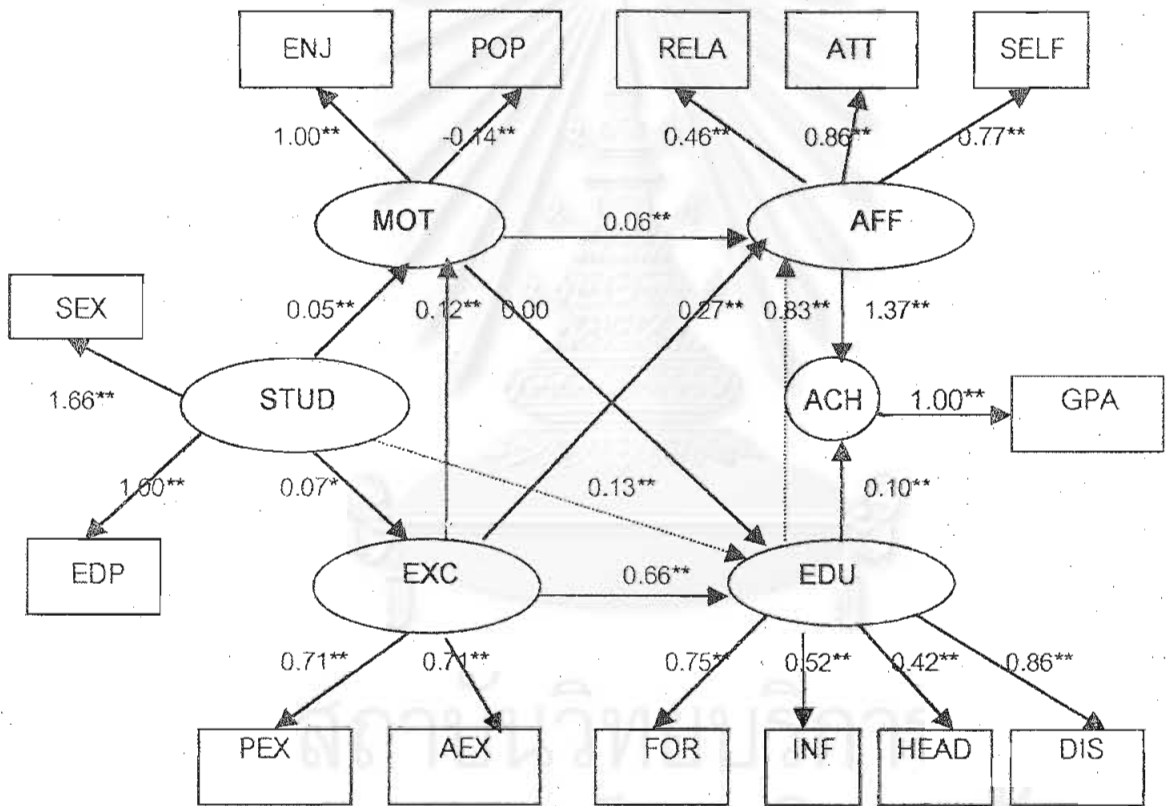 ENJ POP RELA ATT SELF
1.00** -0.14** 0.46** 0.86** 0.77**
MOT 0.06** AFF
SEX 0.05** 0.12** 0.00 0.27** 0.83** 1.37**
1.66** STUD ACH 1.00** GPA
1.00** 0.07* 0.13** 0.10**
EDP EXC 0.66** EDU
0.71** 0.71** 0.75** 0.52** 0.42** 0.86**
PEX AEX FOR INF HEAD DIS